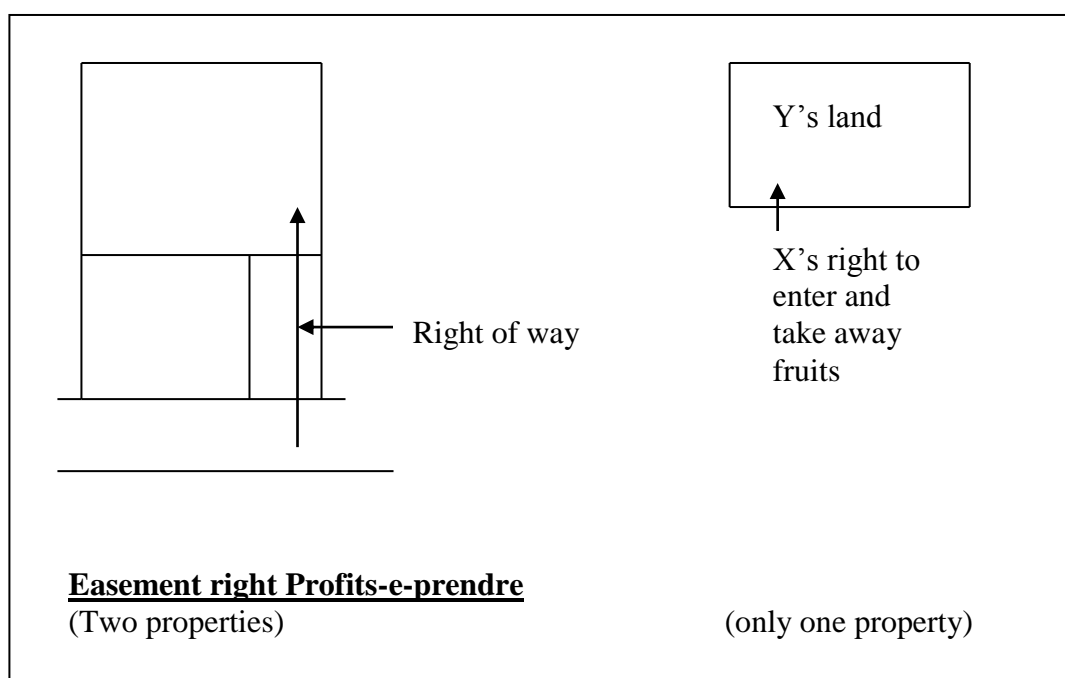 Y’s land
Right of way
X’s right to
enter and
take away
fruits
Easement right Profits-e-prendre
(Two properties)
(only one property)